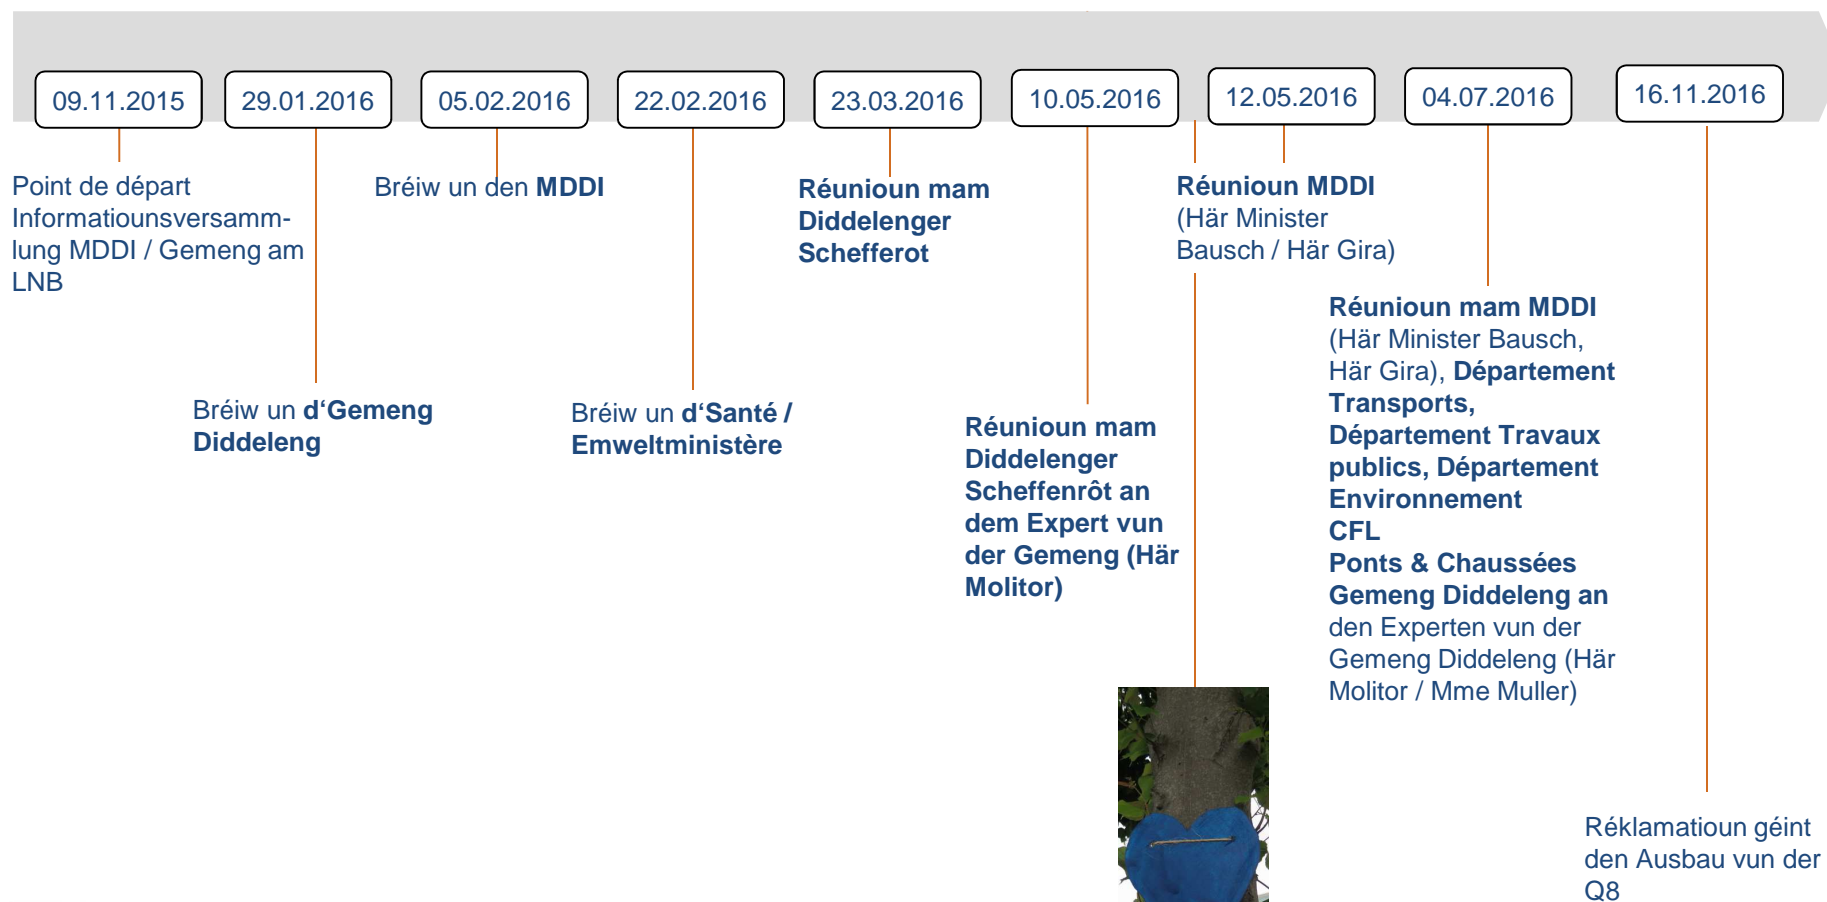 09.11.2015
29.01.2016
05.02.2016
22.02.2016
23.03.2016
10.05.2016
12.05.2016
04.07.2016
16.11.2016
Point de départ
Informatiounsversamm-
lung MDDI / Gemeng am
LNB
Bréiw un d‘Gemeng
Diddeleng
Bréiw un den MDDI
Bréiw un d‘Santé /
Emweltministère
Réunioun mam
Diddelenger
Schefferot
Réunioun mam
Diddelenger
Scheffenrôt an
dem Expert vun
der Gemeng (Här
Molitor)
Réunioun MDDI
(Här Minister
Bausch / Här Gira)
Réunioun mam MDDI
(Här Minister Bausch,
Här Gira), Département
Transports,
Département Travaux
publics, Département
Environnement
CFL
Ponts & Chaussées
Gemeng Diddeleng an
den Experten vun der
Gemeng Diddeleng (Här
Molitor / Mme Muller)
Réklamatioun géint
den Ausbau vun der
Q8